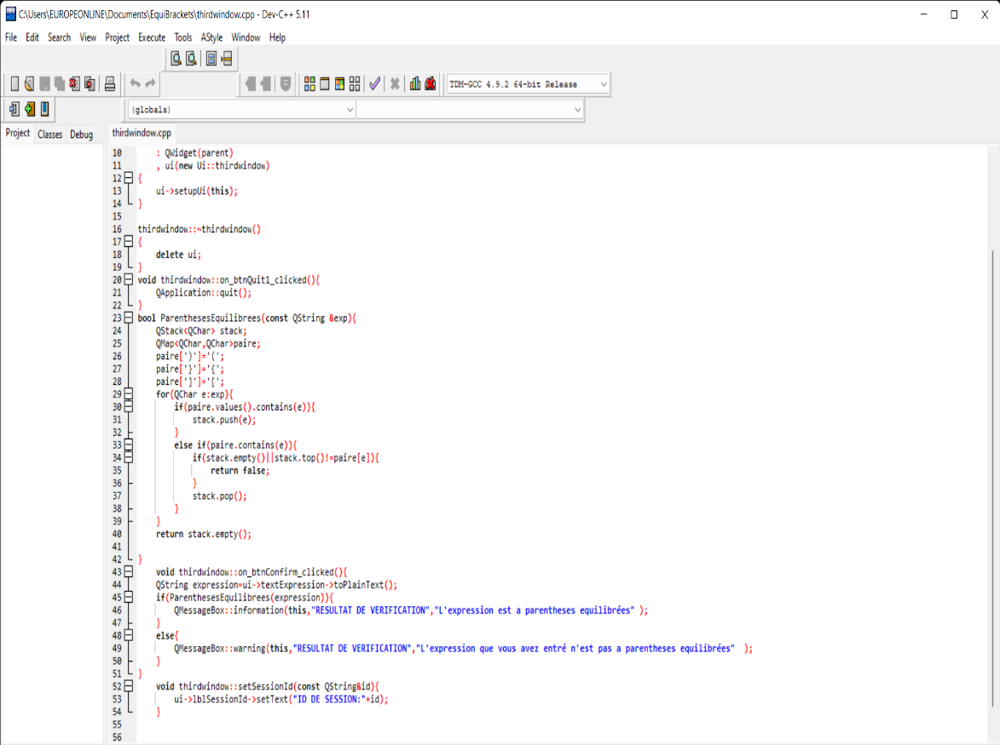 C:\Users\EUROPEONLINE\Documents\EquiBrackets\thirdwindow.cpp - Dev-C++ 5.11
File Edit Search View Project Execute Tools AStyle Window Help
TDM-GCC 4.9.2 64-bit Release
(globals)
Project Classes Debug
thirdwindow.cpp
10 : QWidget(parent)
11 , ui(new Ui::thirdwindow)
12 {
13 ui->setupUi(this);
14 }
15
16 thirdwindow::~thirdwindow()
17 {
18 delete ui;
19 }
20 void thirdwindow::on_btnQuit1_clicked(){
21 QApplication::quit();
22 }
23 bool ParenthesesEquilibrees(const QString &exp){
24 QStack<QChar> stack;
25 QMap<QChar,QChar>paire;
26 paire[')']='(';
27 paire['}']='{';
28 paire[']']='[';
29 for(QChar e:exp){
30 if(paire.values().contains(e)){
31 stack.push(e);
32 }
33 else if(paire.contains(e)){
34 if(stack.empty()||stack.top()!=paire[e]){
35 return false;
36 }
37 stack.pop();
38 }
39 }
40 return stack.empty();
41
42 }
43 void thirdwindow::on_btnConfirm_clicked(){
44 QString expression=ui->textExpression->toPlainText();
45 if(ParenthesesEquilibrees(expression)){
46 QMessageBox::information(this,"RESULTAT DE VERIFICATION","L'expression est a parentheses equilibrées" );
47 }
48 else{
49 QMessageBox::warning(this,"RESULTAT DE VERIFICATION","L'expression que vous avez entré n'est pas a parentheses equilibrées" );
50 }
51 }
52 void thirdwindow::setSessionId(const QString&id){
53 ui->lblSessionId->setText("ID DE SESSION:"+id);
54 }
55
56